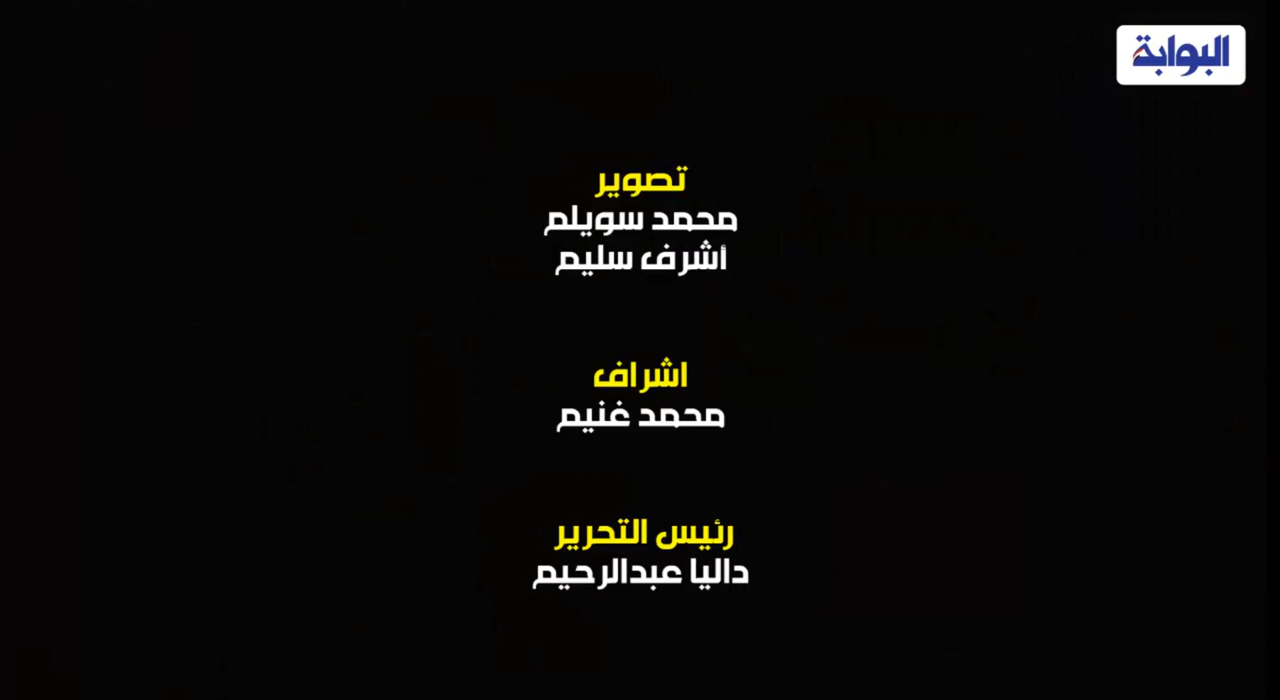 البوابة
تصوير
محمد سويلم
أشرف سليم
اشراف
محمد غنيم
رئيس التحرير
داليا عبدالرحيم